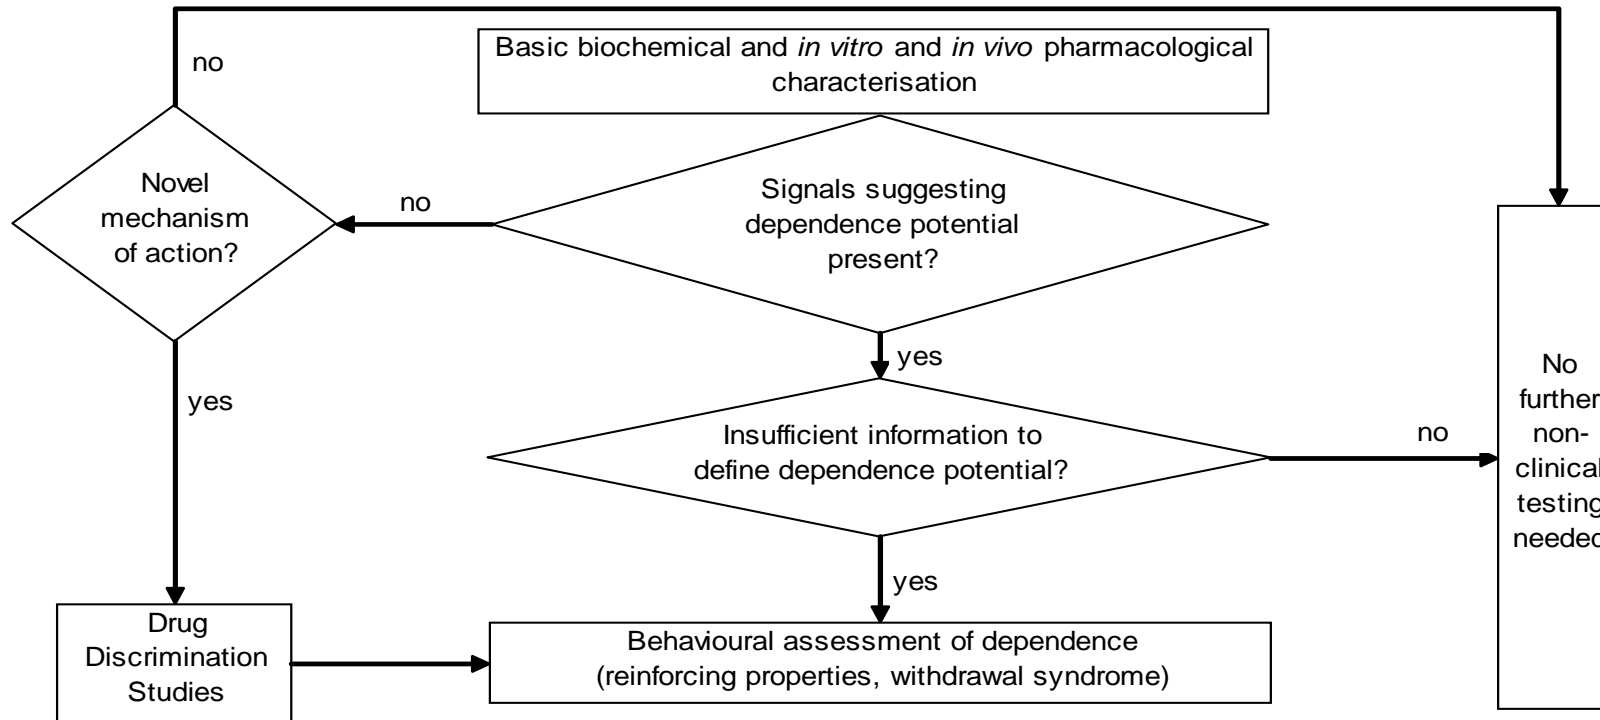 no
Basic biochemical and in vitro and in vivo pharmacological
characterisation
Novel
mechanism
of action?
no
Signals suggesting
dependence potential
present?
yes
yes
Insufficient information to
define dependence potential?
no
No
further
non-
clinical
testing
needed
yes
Drug
Discrimination
Studies
Behavioural assessment of dependence
(reinforcing properties, withdrawal syndrome)